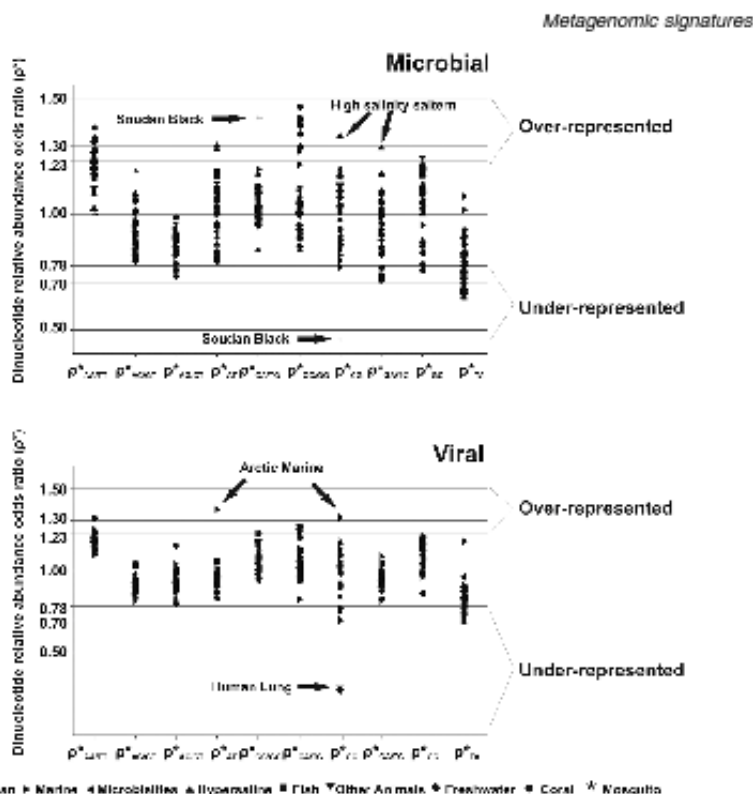 Metagenomic signatures
Microbial
Dinucleotide relative abundance odds ratio (ρ*)
1.50
Soudan Black
High salinity saltern
Over-represented
1.30
1.23
1.00
0.78
0.70
Under-represented
0.50
Soudan Black
Viral
Dinucleotide relative abundance odds ratio (ρ*)
Arctic Marine
1.50
Over-represented
1.30
1.23
1.00
0.78
0.70
0.50
Under-represented
Human Lung
an Marine Microbialites Hypersaline Fish Other Animals Freshwater Coral * Mosquito